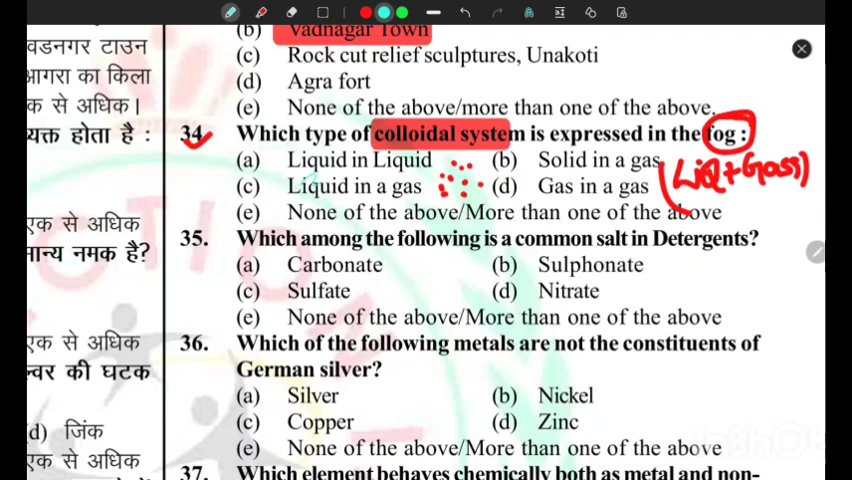 (b) Vadnagar Town
वडनगर टाउन
(c) Rock cut relief sculptures, Unakoti
आगरा का किला
(d) Agra fort
क से अधिक।
(e) None of the above/more than one of the above.
यक्त होता है :
34 Which type of colloidal system is expressed in the fog :
(a) Liquid in Liquid (b) Solid in a gas
(c) Liquid in a gas (d) Gas in a gas
(LiQ+Gass)
(e) None of the above/More than one of the above
एक से अधिक
35. Which among the following is a common salt in Detergents?
मान्य नमक है?
(a) Carbonate (b) Sulphonate
(c) Sulfate (d) Nitrate
(e) None of the above/More than one of the above
एक से अधिक
36. Which of the following metals are not the constituents of
ल्वर की घटक
German silver?
(a) Silver (b) Nickel
(c) Copper (d) Zinc
(d) जिंक
(e) None of the above/More than one of the above
एक से अधिक
37. Which element behaves chemically both as metal and non-